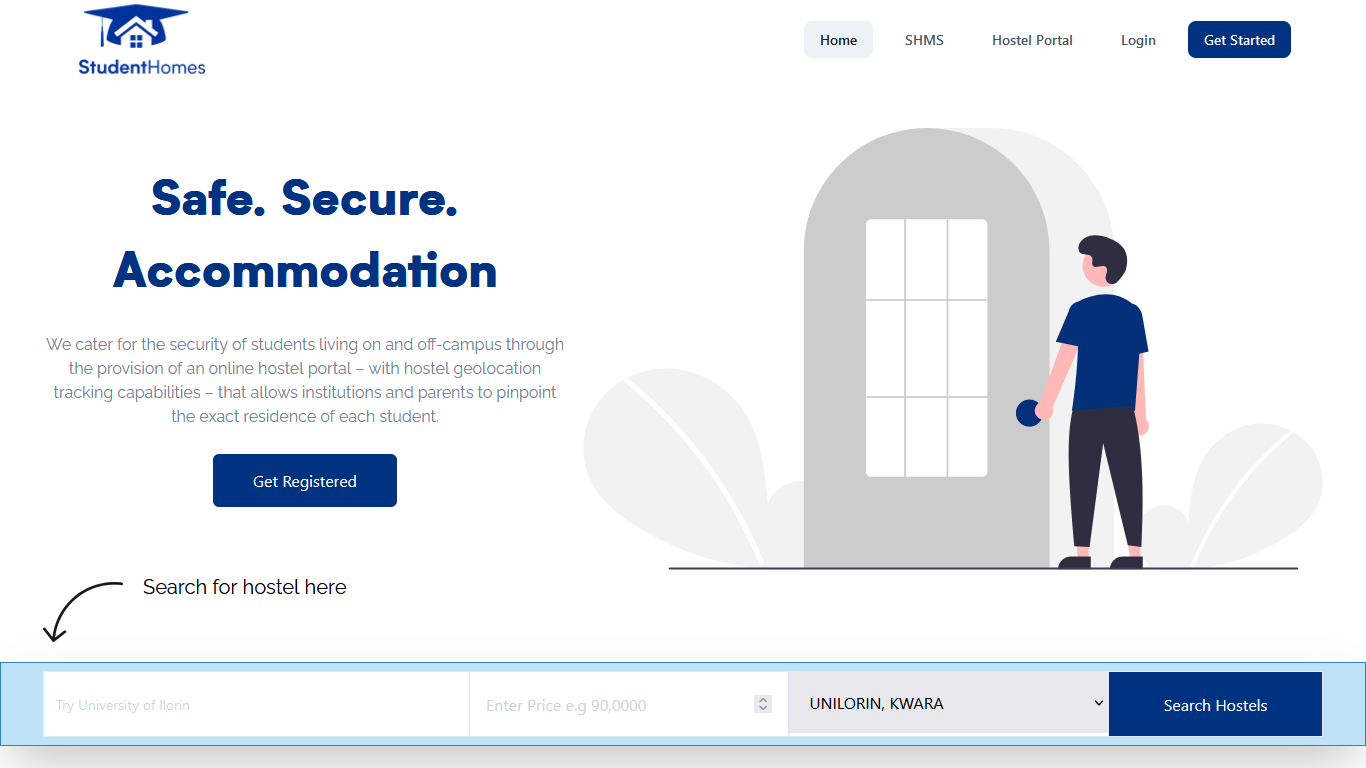 StudentHomes
Home
SHMS
Hostel Portal
Login
Get Started
Safe. Secure.
Accommodation
We cater for the security of students living on and off-campus through
the provision of an online hostel portal – with hostel geolocation
tracking capabilities – that allows institutions and parents to pinpoint
the exact residence of each student.
Get Registered
Search for hostel here
Try University of Ilorin
Enter Price e.g 90,0000
UNILORIN, KWARA
Search Hostels